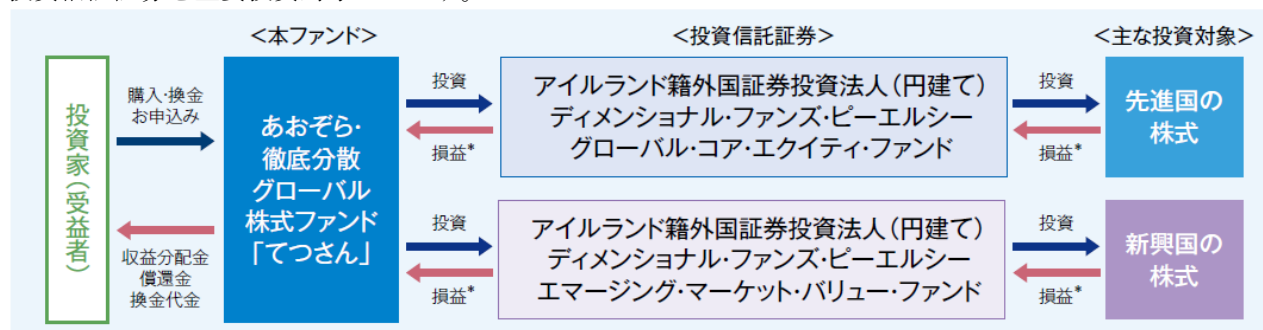 ＜本ファンド＞
＜投資信託証券＞
＜主な投資対象＞
投資家（受益者）
購入・換金
お申込み
収益分配金
償還金
換金代金
あおぞら・
徹底分散
グローバル
株式ファンド
「てつさん」
投資
損益*
アイルランド籍外国証券投資法人（円建て）
ディメンショナル・ファンズ・ピーエルシー
グローバル・コア・エクイティ・ファンド
投資
損益*
先進国の
株式
投資
損益*
アイルランド籍外国証券投資法人（円建て）
ディメンショナル・ファンズ・ピーエルシー
エマージング・マーケット・バリュー・ファンド
投資
損益*
新興国の
株式